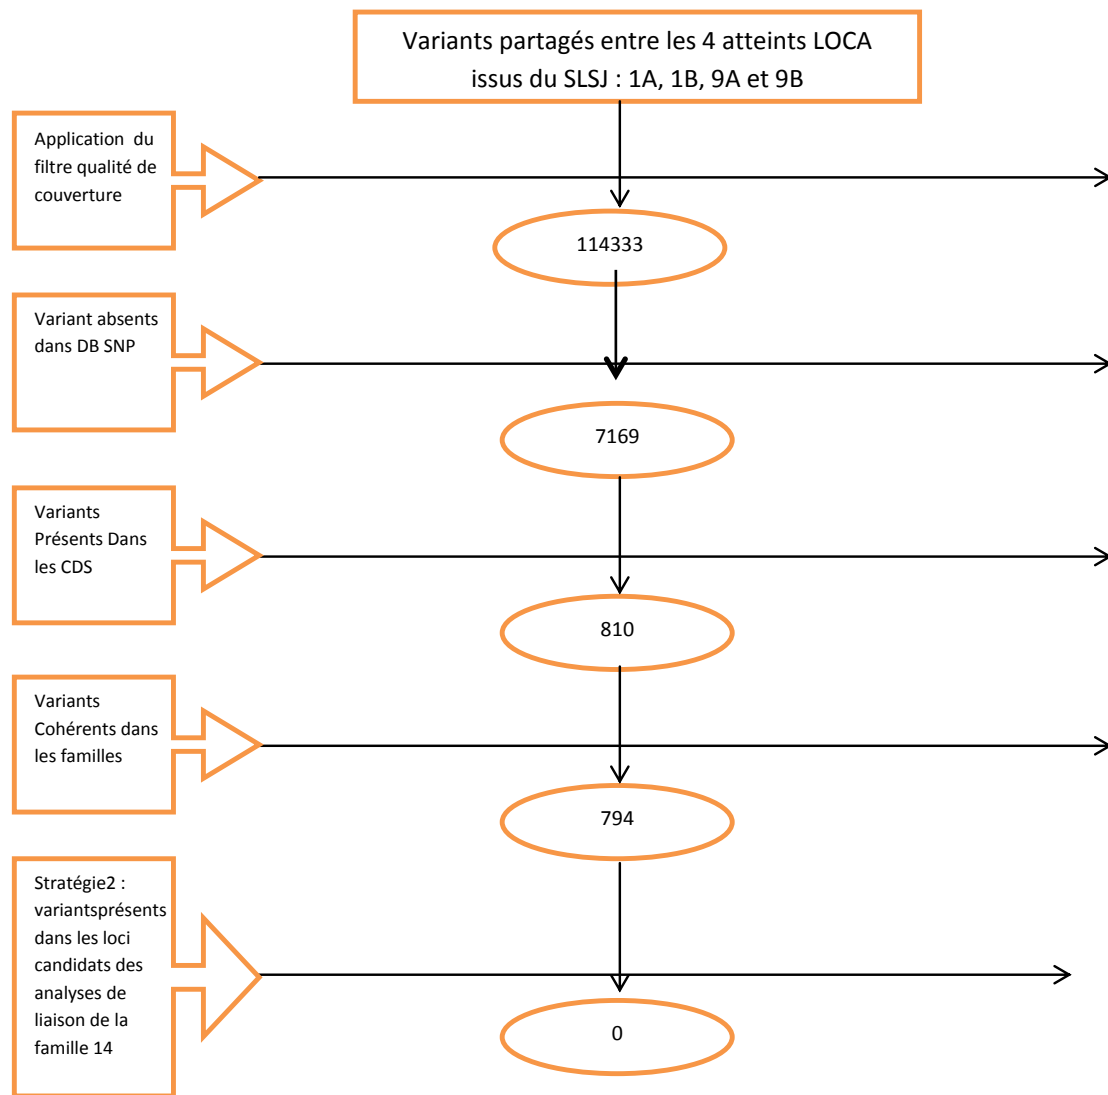 Variants partagés entre les 4 atteints LOCA
issus du SLSJ : 1A, 1B, 9A et 9B
Application du
filtre qualité de
couverture
114333
Variant absents
dans DB SNP
7169
Variants
Présents Dans
les CDS
810
Variants
Cohérents dans
les familles
794
Stratégie2 :
variantsprésents
dans les loci
candidats des
analyses de
liaison de la
famille 14
0